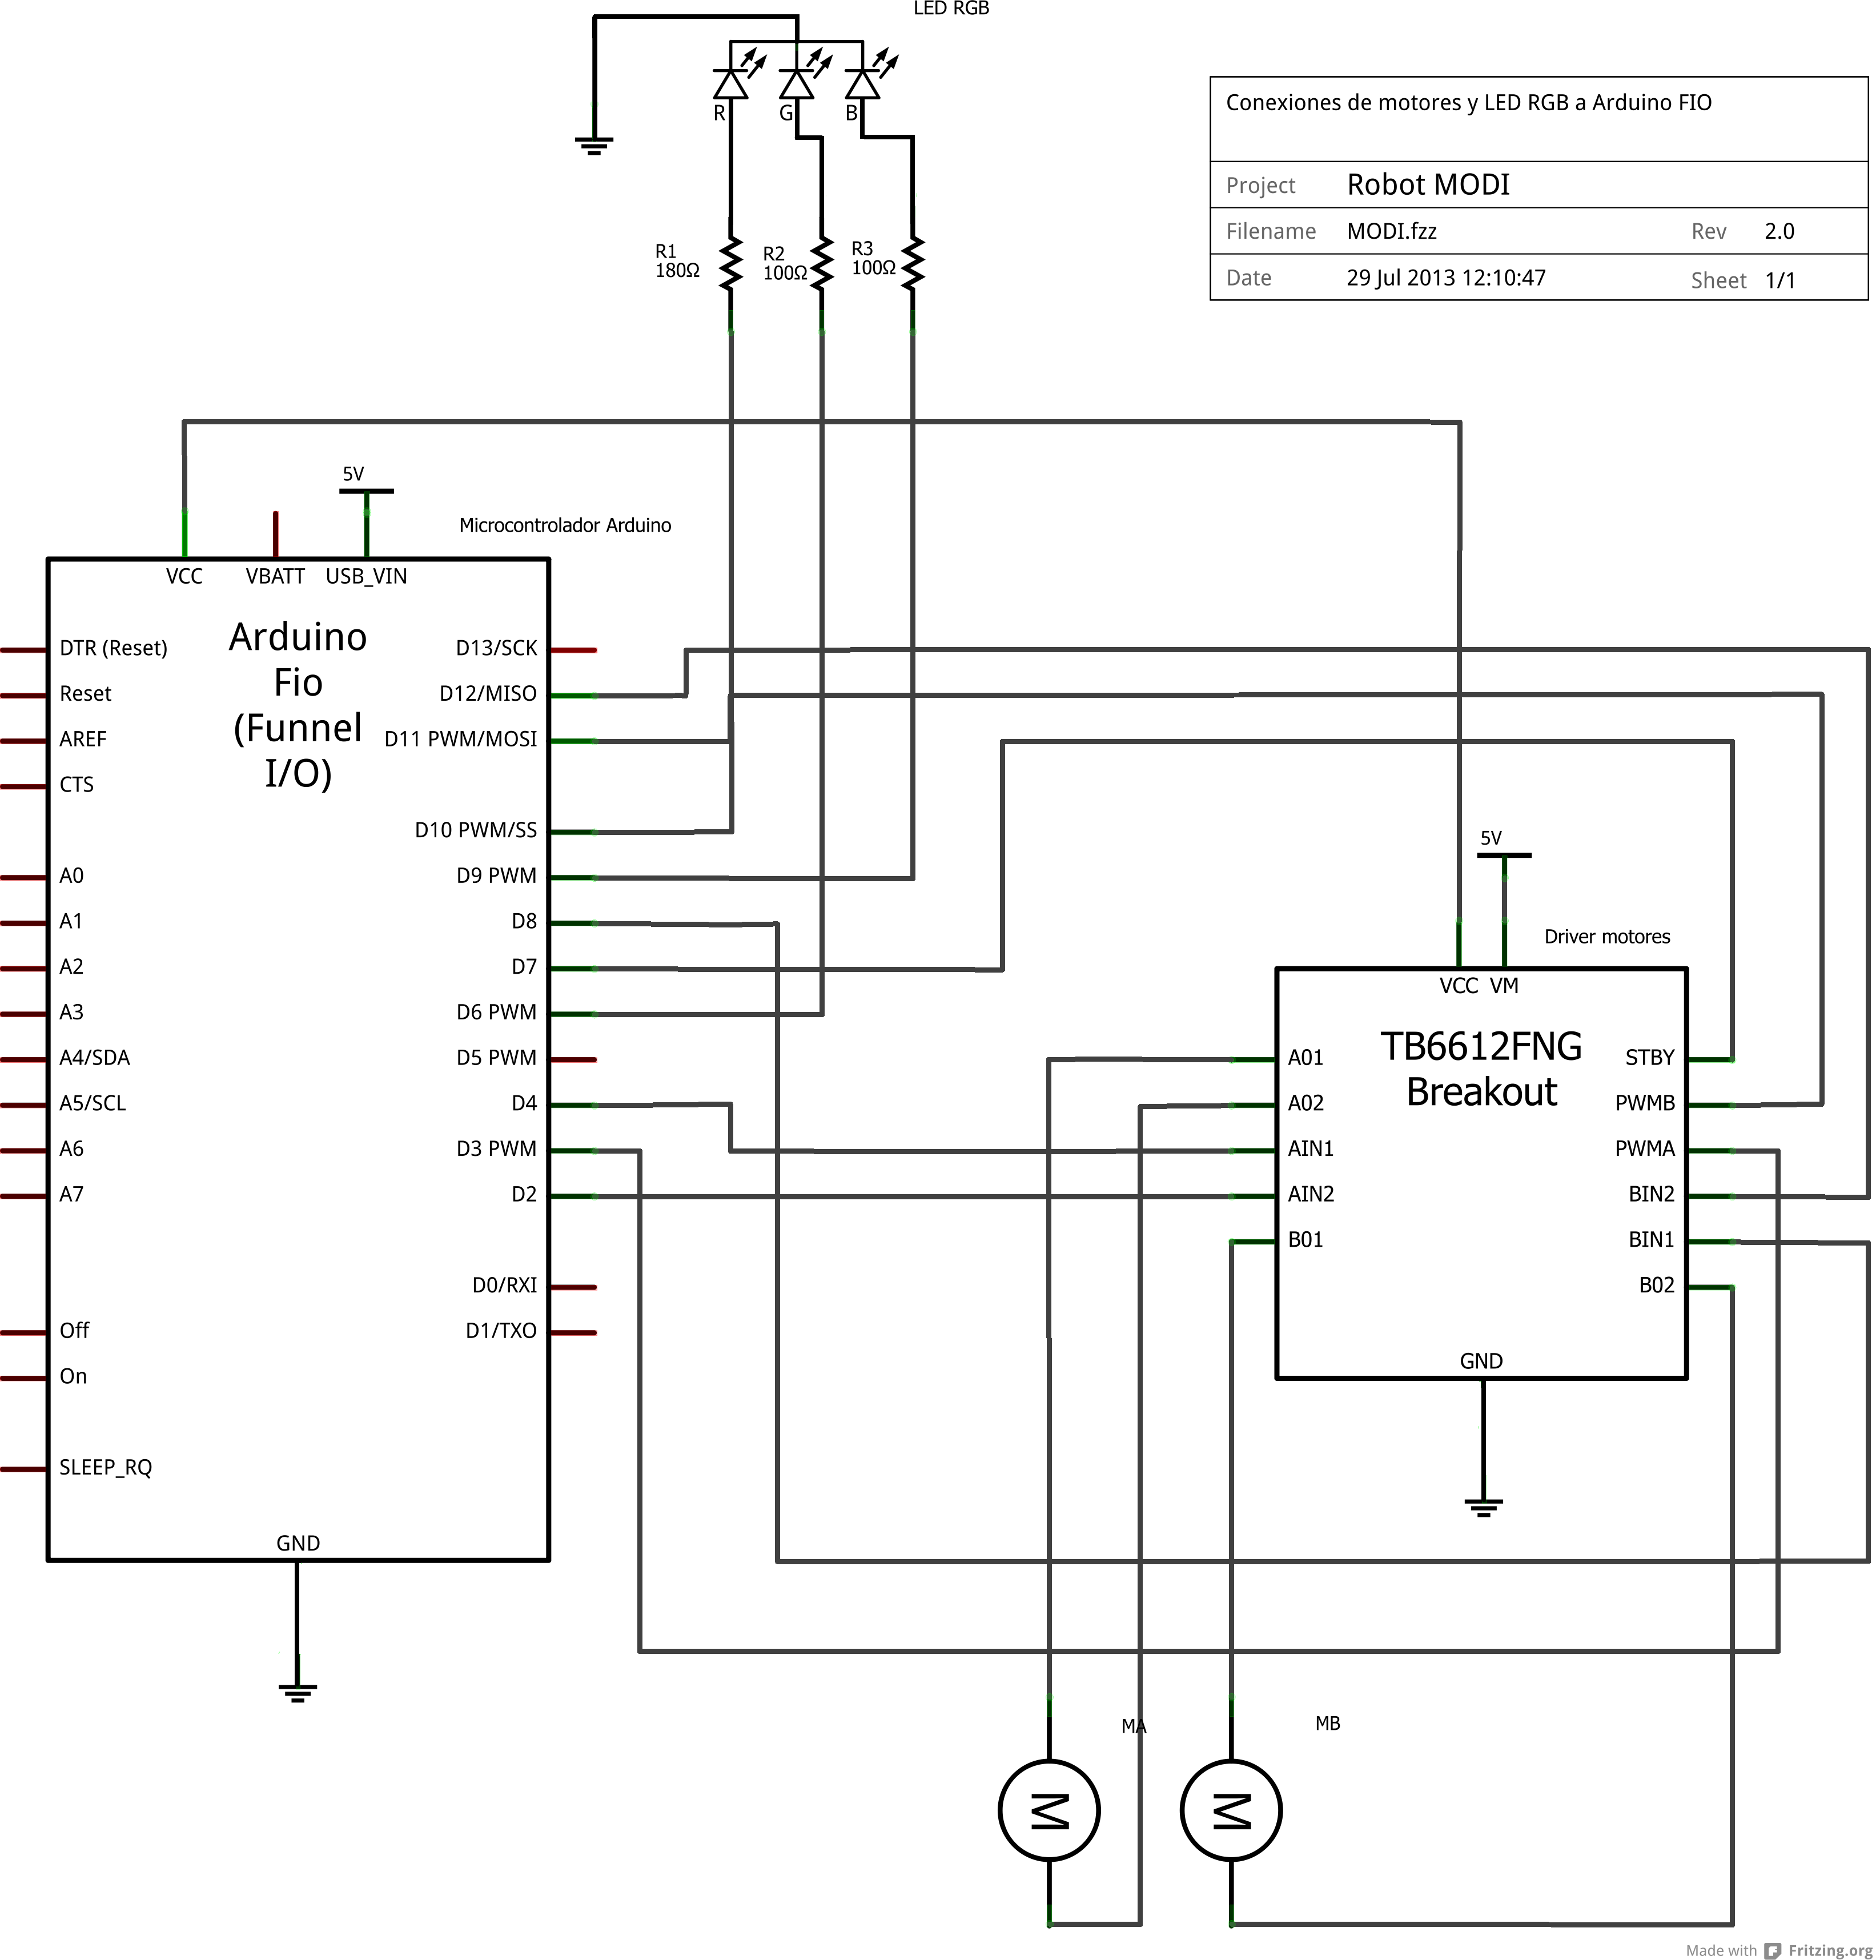 LED RGB
R
G
B
Conexiones de motores y LED RGB a Arduino FIO
Project Robot MODI
Filename MODI.fzz Rev 2.0
Date 29 Jul 2013 12:10:47 Sheet 1/1
R1
180Ω
R2
100Ω
R3
100Ω
5V
Microcontrolador Arduino
VCC VBATT USB_VIN
Arduino
Fio
(Funnel
I/O)
DTR (Reset)
Reset
AREF
CTS
A0
A1
A2
A3
A4/SDA
A5/SCL
A6
A7
Off
On
SLEEP_RQ
D13/SCK
D12/MISO
D11 PWM/MOSI
D10 PWM/SS
D9 PWM
D8
D7
D6 PWM
D5 PWM
D4
D3 PWM
D2
D0/RXI
D1/TXO
GND
5V
Driver motores
VCC VM
TB6612FNG
Breakout
A01
A02
AIN1
AIN2
B01
STBY
PWMB
PWMA
BIN2
BIN1
B02
GND
MA
MB
M
M
Made with Fritzing.org